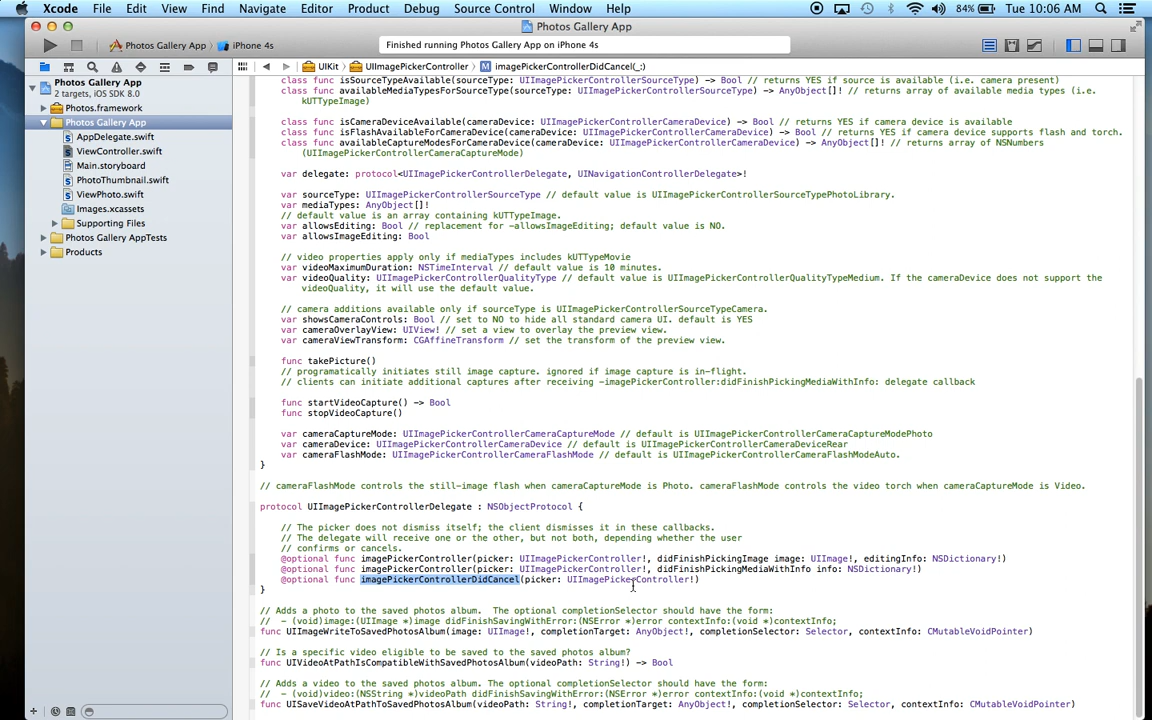 Xcode File Edit View Find Navigate Editor Product Debug Source Control Window Help 84% Tue 10:06 AM
Photos Gallery App
Photos Gallery App iPhone 4s Finished running Photos Gallery App on iPhone 4s
UIKit UIImagePickerController imagePickerControllerDidCancel(_:)
Photos Gallery App
2 targets, iOS SDK 8.0
Photos.framework
Photos Gallery App
AppDelegate.swift
ViewController.swift
Main.storyboard
PhotoThumbnail.swift
ViewPhoto.swift
Images.xcassets
Supporting Files
Photos Gallery AppTests
Products
class func isSourceTypeAvailable(sourceType: UIImagePickerControllerSourceType) -> Bool // returns YES if source is available (i.e. camera present)
class func availableMediaTypesForSourceType(sourceType: UIImagePickerControllerSourceType) -> AnyObject[]! // returns array of available media types (i.e.
kUTTypeImage)
class func isCameraDeviceAvailable(cameraDevice: UIImagePickerControllerCameraDevice) -> Bool // returns YES if camera device is available
class func isFlashAvailableForCameraDevice(cameraDevice: UIImagePickerControllerCameraDevice) -> Bool // returns YES if camera device supports flash and torch.
class func availableCaptureModesForCameraDevice(cameraDevice: UIImagePickerControllerCameraDevice) -> AnyObject[]! // returns array of NSNumbers
(UIImagePickerControllerCameraCaptureMode)
var delegate: protocol<UIImagePickerControllerDelegate, UINavigationControllerDelegate>!
var sourceType: UIImagePickerControllerSourceType // default value is UIImagePickerControllerSourceTypePhotoLibrary.
var mediaTypes: AnyObject[]!
// default value is an array containing kUTTypeImage.
var allowsEditing: Bool // replacement for -allowsImageEditing; default value is NO.
var allowsImageEditing: Bool
// video properties apply only if mediaTypes includes kUTTypeMovie
var videoMaximumDuration: NSTimeInterval // default value is 10 minutes.
var videoQuality: UIImagePickerControllerQualityType // default value is UIImagePickerControllerQualityTypeMedium. If the cameraDevice does not support the
videoQuality, it will use the default value.
// camera additions available only if sourceType is UIImagePickerControllerSourceTypeCamera.
var showsCameraControls: Bool // set to NO to hide all standard camera UI. default is YES
var cameraOverlayView: UIView! // set a view to overlay the preview view.
var cameraViewTransform: CGAffineTransform // set the transform of the preview view.
func takePicture()
// programatically initiates still image capture. ignored if image capture is in-flight.
// clients can initiate additional captures after receiving -imagePickerController:didFinishPickingMediaWithInfo: delegate callback
func startVideoCapture() -> Bool
func stopVideoCapture()
var cameraCaptureMode: UIImagePickerControllerCameraCaptureMode // default is UIImagePickerControllerCameraCaptureModePhoto
var cameraDevice: UIImagePickerControllerCameraDevice // default is UIImagePickerControllerCameraDeviceRear
var cameraFlashMode: UIImagePickerControllerCameraFlashMode // default is UIImagePickerControllerCameraFlashModeAuto.
}
// cameraFlashMode controls the still-image flash when cameraCaptureMode is Photo. cameraFlashMode controls the video torch when cameraCaptureMode is Video.
protocol UIImagePickerControllerDelegate : NSObjectProtocol {
// The picker does not dismiss itself; the client dismisses it in these callbacks.
// The delegate will receive one or the other, but not both, depending whether the user
// confirms or cancels.
@optional func imagePickerController(picker: UIImagePickerController!, didFinishPickingImage image: UIImage!, editingInfo: NSDictionary!)
@optional func imagePickerController(picker: UIImagePickerController!, didFinishPickingMediaWithInfo info: NSDictionary!)
@optional func imagePickerControllerDidCancel(picker: UIImagePickerController!)
}
// Adds a photo to the saved photos album. The optional completionSelector should have the form:
// - (void)image:(UIImage *)image didFinishSavingWithError:(NSError *)error contextInfo:(void *)contextInfo;
func UIImageWriteToSavedPhotosAlbum(image: UIImage!, completionTarget: AnyObject!, completionSelector: Selector, contextInfo: CMutableVoidPointer)
// Is a specific video eligible to be saved to the saved photos album?
func UIVideoAtPathIsCompatibleWithSavedPhotosAlbum(videoPath: String!) -> Bool
// Adds a video to the saved photos album. The optional completionSelector should have the form:
// - (void)video:(NSString *)videoPath didFinishSavingWithError:(NSError *)error contextInfo:(void *)contextInfo;
func UISaveVideoAtPathToSavedPhotosAlbum(videoPath: String!, completionTarget: AnyObject!, completionSelector: Selector, contextInfo: CMutableVoidPointer)